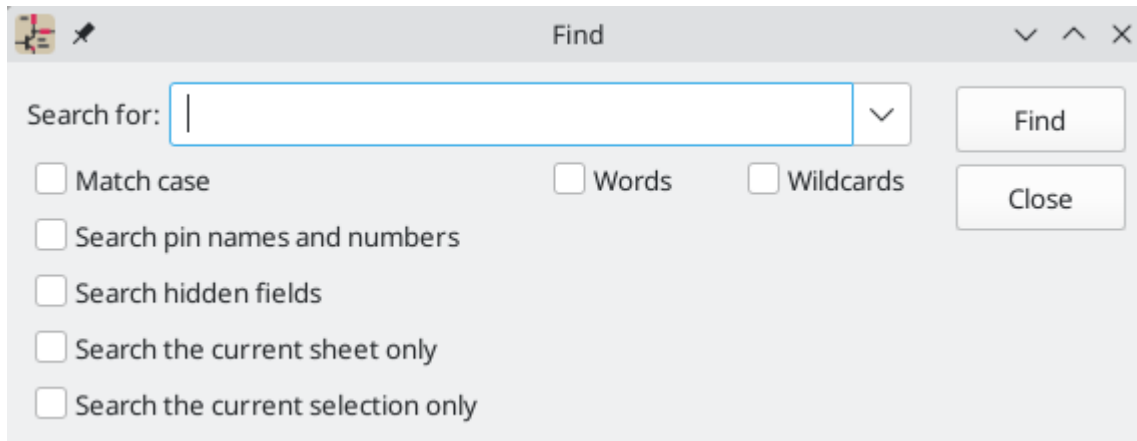 Find
Search for:
Find
Match case Words Wildcards
Close
Search pin names and numbers
Search hidden fields
Search the current sheet only
Search the current selection only